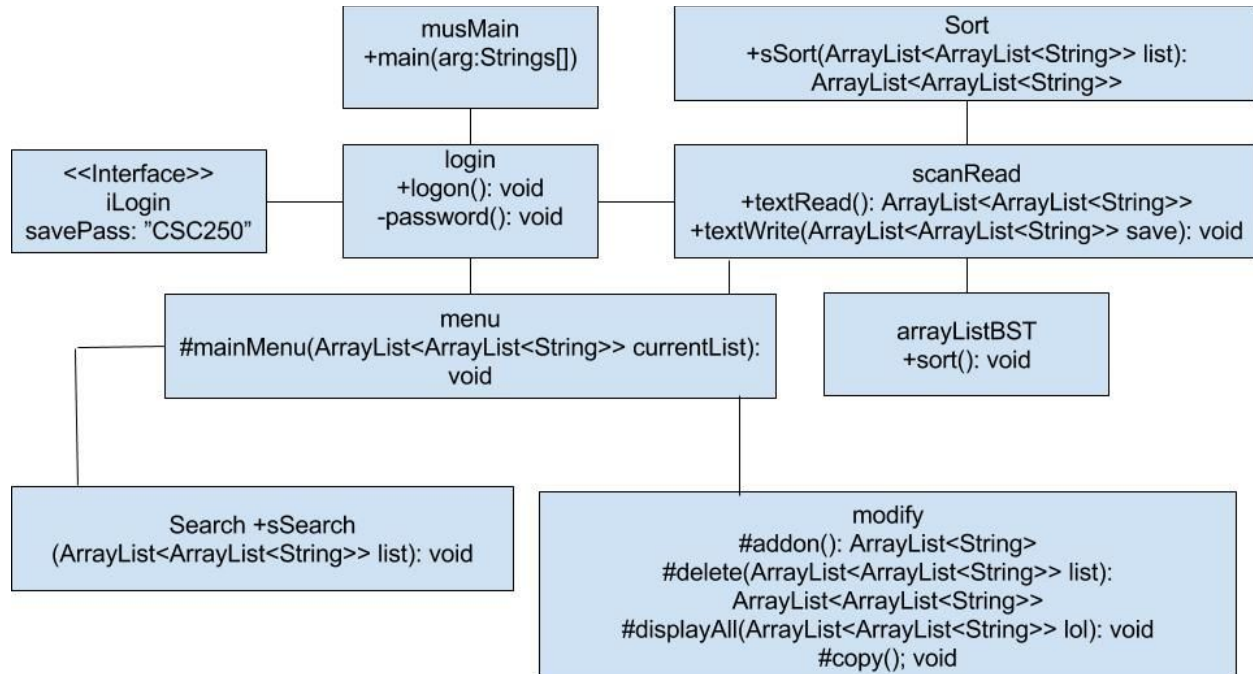 musMain
+main(arg:Strings[])
Sort
+sSort(ArrayList<ArrayList<String>> list):
ArrayList<ArrayList<String>>
<<Interface>>
iLogin
savePass: ”CSC250”
login
+logon(): void
-password(): void
scanRead
+textRead(): ArrayList<ArrayList<String>>
+textWrite(ArrayList<ArrayList<String>> save): void
menu
#mainMenu(ArrayList<ArrayList<String>> currentList):
void
arrayListBST
+sort(): void
Search +sSearch
(ArrayList<ArrayList<String>> list): void
modify
#addon(): ArrayList<String>
#delete(ArrayList<ArrayList<String>> list):
ArrayList<ArrayList<String>>
#displayAll(ArrayList<ArrayList<String>> lol): void
#copy(); void